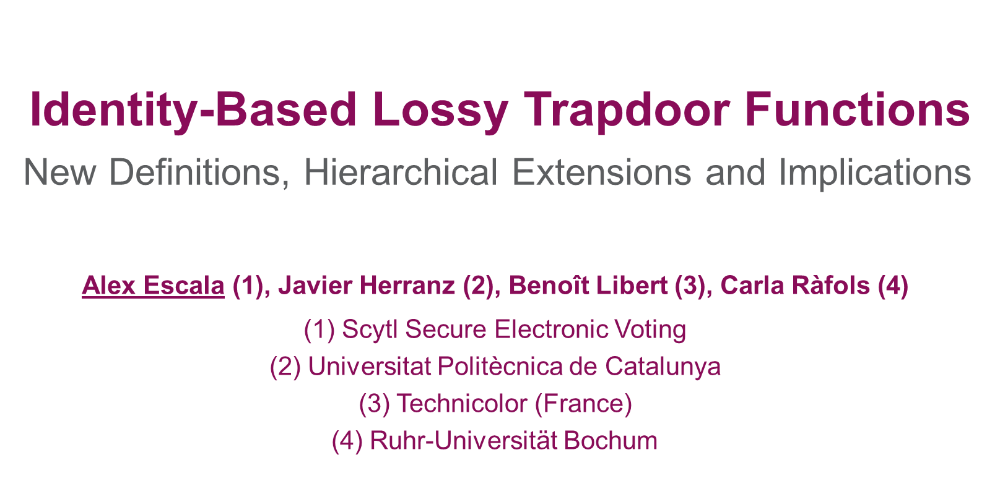 Identity-Based Lossy Trapdoor Functions
New Definitions, Hierarchical Extensions and Implications
Alex Escala (1), Javier Herranz (2), Benoît Libert (3), Carla Ràfols (4)
(1) Scytl Secure Electronic Voting
(2) Universitat Politècnica de Catalunya
(3) Technicolor (France)
(4) Ruhr-Universität Bochum